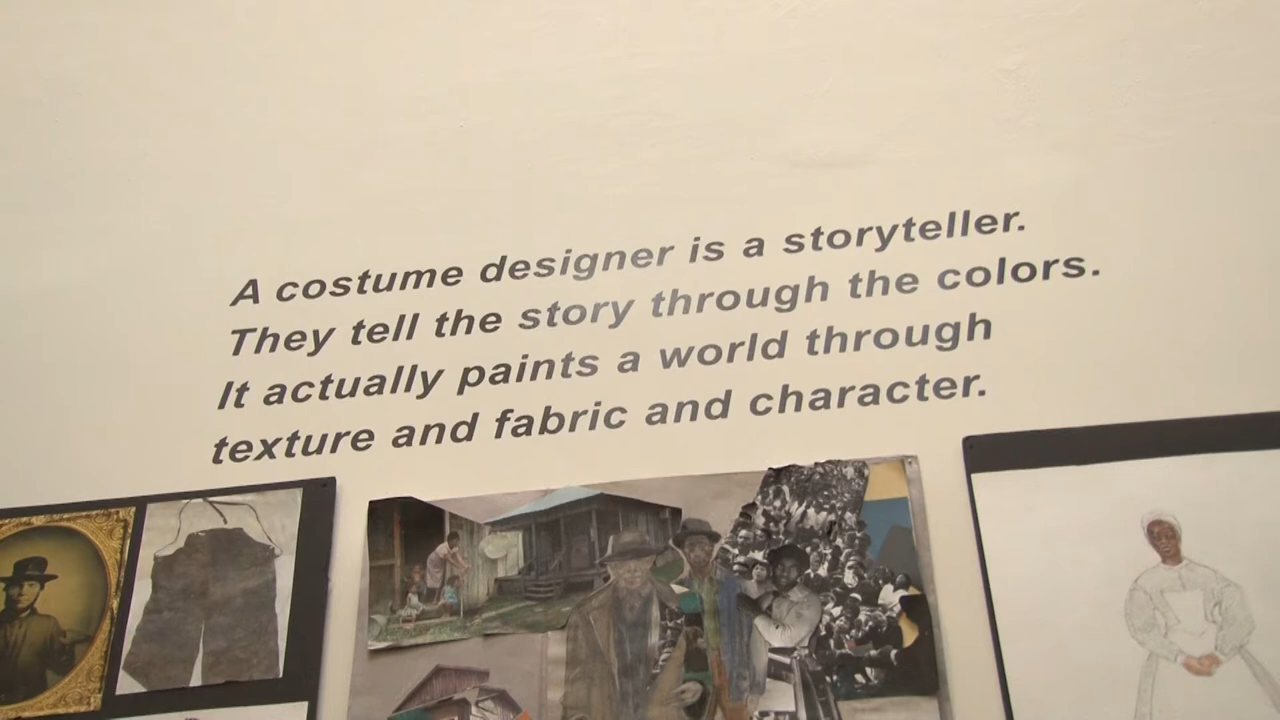 A costume designer is a storyteller.
They tell the story through the colors.
It actually paints a world through
texture and fabric and character.